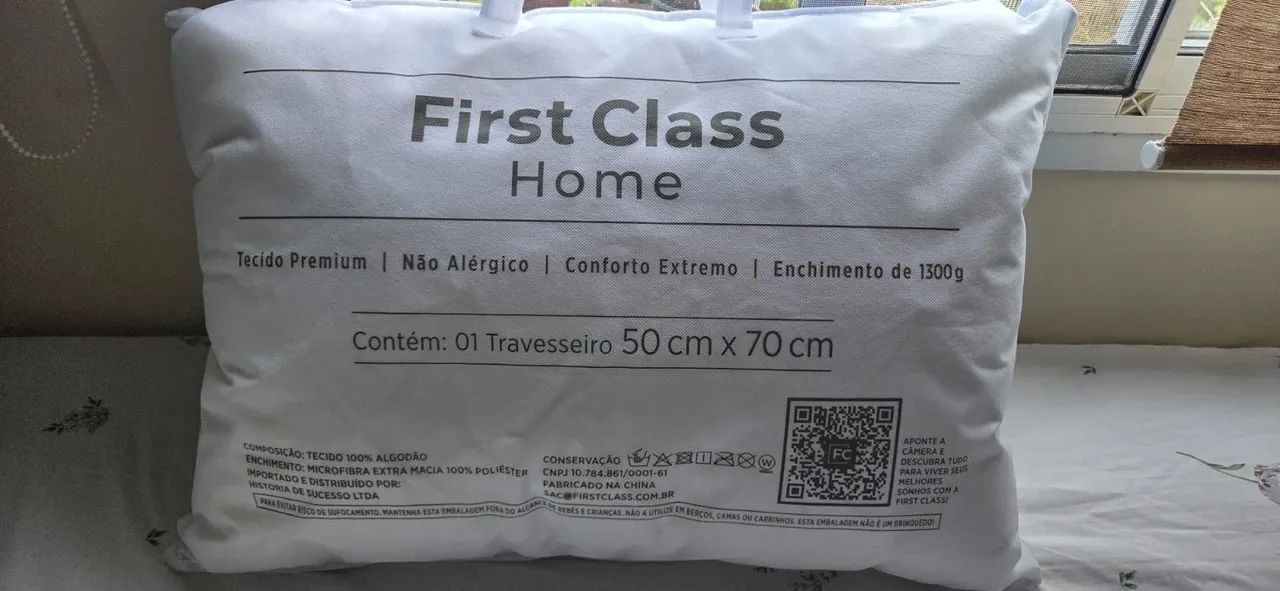 First Class
Home
Tecido Premium | Não Alérgico | Conforto Extremo | Enchimento de 1300g
Contém: 01 Travesseiro 50 cm x 70 cm
COMPOSIÇÃO: TECIDO 100% ALGODÃO
ENCHIMENTO: MICROFIBRA EXTRA MACIA 100% POLIÉSTER
IMPORTADO E DISTRIBUÍDO POR:
HISTORIA DE SUCESSO LTDA
CONSERVAÇÃO
CNPJ 10.784.861/0001-61
FABRICADO NA CHINA
SAC@FIRSTCLASS.COM.BR
FC
APONTE A
CÂMERA E
DESCUBRA TUDO
PARA VIVER SEUS
MELHORES
SONHOS COM A
FIRST CLASS!
PARA EVITAR RISCO DE SUFOCAMENTO, MANTENHA ESTA EMBALAGEM FORA DO ALCANCE DE BEBÊS E CRIANÇAS. NÃO A UTILIZE EM BERÇOS, CAMAS OU CARRINHOS. ESTA EMBALAGEM NÃO É UM BRINQUEDO!